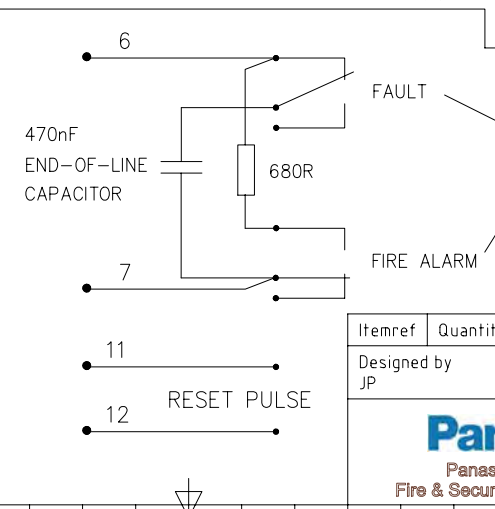 6
FAULT
470nF
END-OF-LINE
CAPACITOR
680R
7
FIRE ALARM
11
RESET PULSE
12
Itemref
Designed by
JP
Fire &